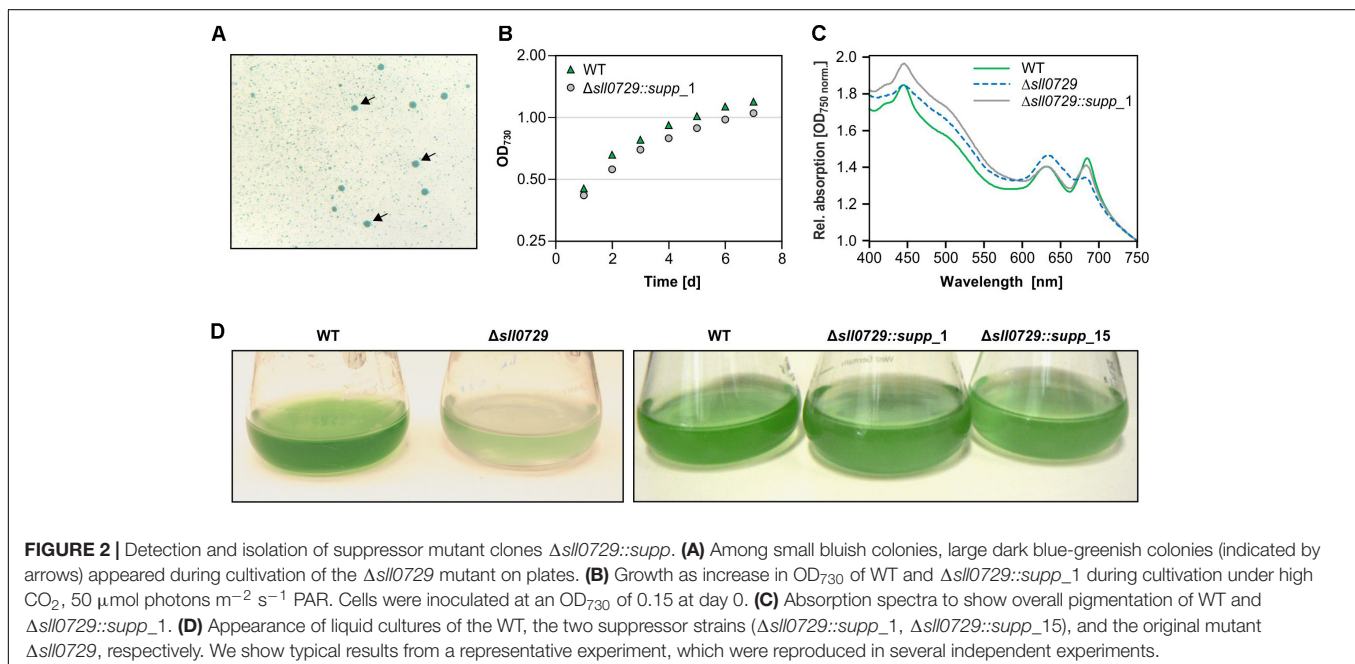 A
B
C
2.00
1.00
0.50
0.25
OD730
WT
Δsll0729::supp_1
0
2
4
6
8
Time [d]
2.0
1.8
1.6
1.4
1.2
1.0
Rel. absorption [OD750 norm.]
WT
Δsll0729
Δsll0729::supp_1
400
450
500
550
600
650
700
750
Wavelength [nm]
D
WT
Δsll0729
WT
Δsll0729::supp_1
Δsll0729::supp_15
FIGURE 2 | Detection and isolation of suppressor mutant clones Δsll0729::supp. (A) Among small bluish colonies, large dark blue-greenish colonies (indicated by
arrows) appeared during cultivation of the Δsll0729 mutant on plates. (B) Growth as increase in OD730 of WT and Δsll0729::supp_1 during cultivation under high
CO2, 50 μmol photons m−2 s−1 PAR. Cells were inoculated at an OD730 of 0.15 at day 0. (C) Absorption spectra to show overall pigmentation of WT and
Δsll0729::supp_1. (D) Appearance of liquid cultures of the WT, the two suppressor strains (Δsll0729::supp_1, Δsll0729::supp_15), and the original mutant
Δsll0729, respectively. We show typical results from a representative experiment, which were reproduced in several independent experiments.